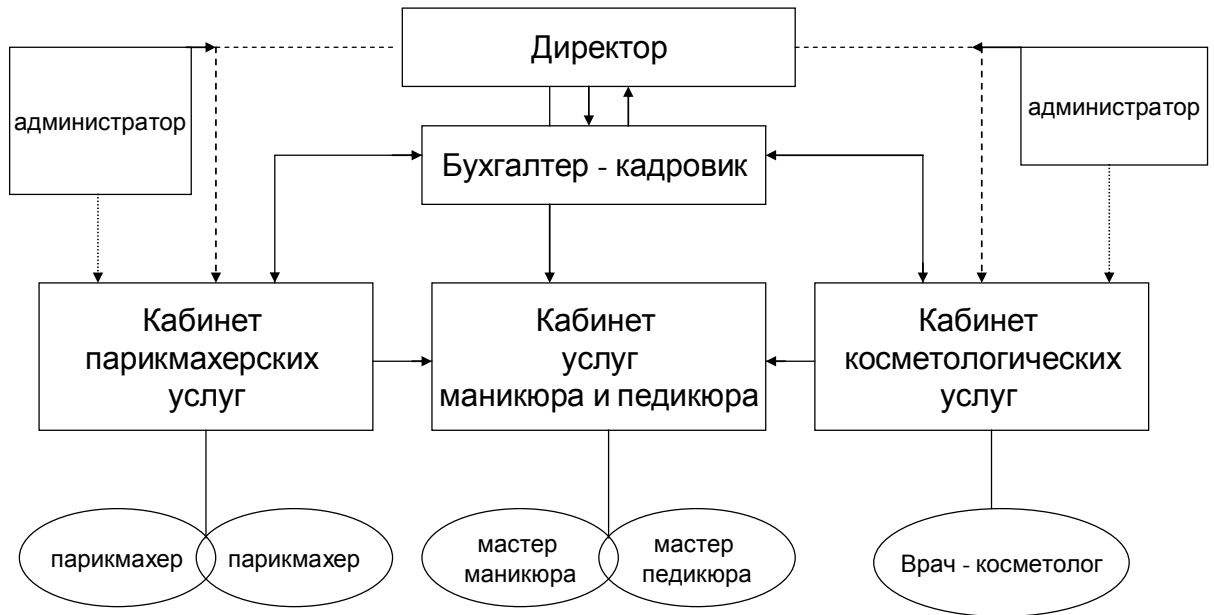 Директор
администратор
администратор
Бухгалтер - кадровик
Кабинет
парикмахерских
услуг
Кабинет
услуг
маникюра и педикюра
Кабинет
косметологических
услуг
парикмахер
парикмахер
мастер
маникюра
мастер
педикюра
Врач - косметолог